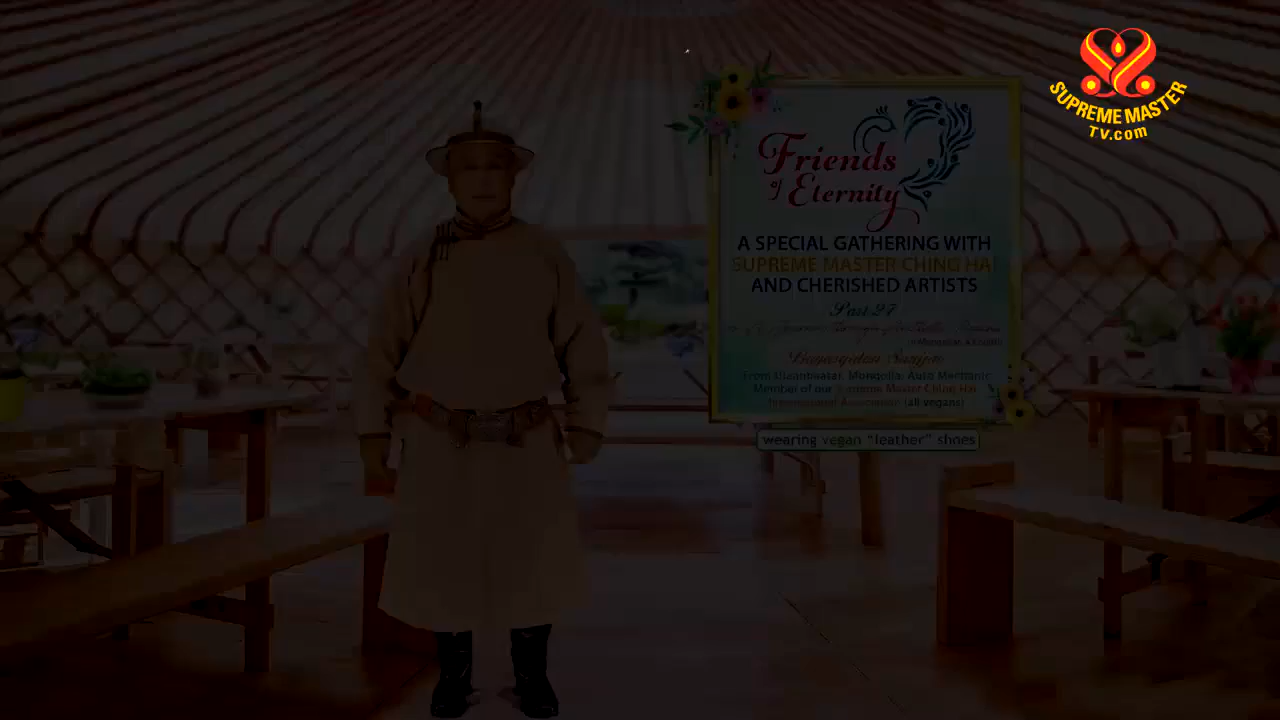 SUPREME MASTER
TV.com
Friends
of Eternity
A SPECIAL GATHERING WITH
SUPREME MASTER CHING HAI
AND CHERISHED ARTISTS
Part 27
From Ulaanbaatar, Mongolia: Auto Mechanic
Member of our Supreme Master Ching Hai
International Association (all vegans)
wearing vegan "leather" shoes